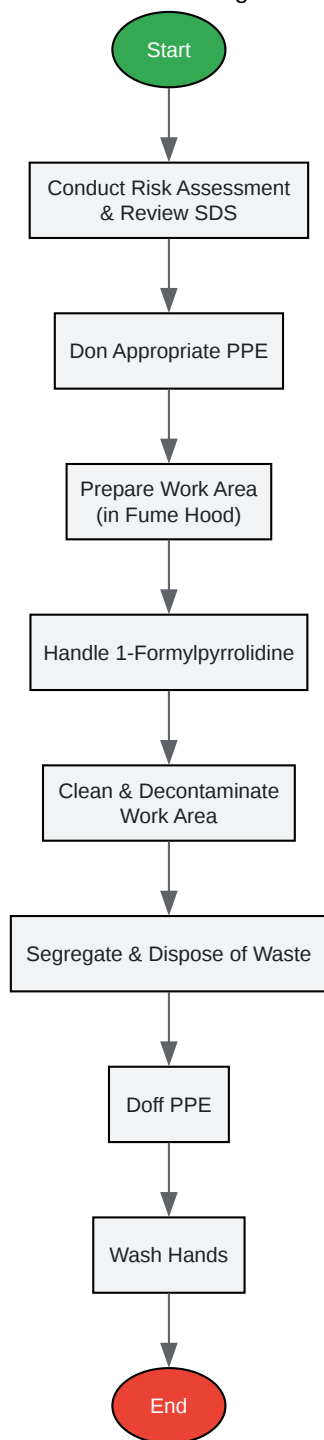 Start
Conduct Risk Assessment
& Review SDS
Don Appropriate PPE
Prepare Work Area
(in Fume Hood)
Handle 1-Formylpyrrolidine
Clean & Decontaminate
Work Area
Segregate & Dispose of Waste
Doff PPE
Wash Hands
End